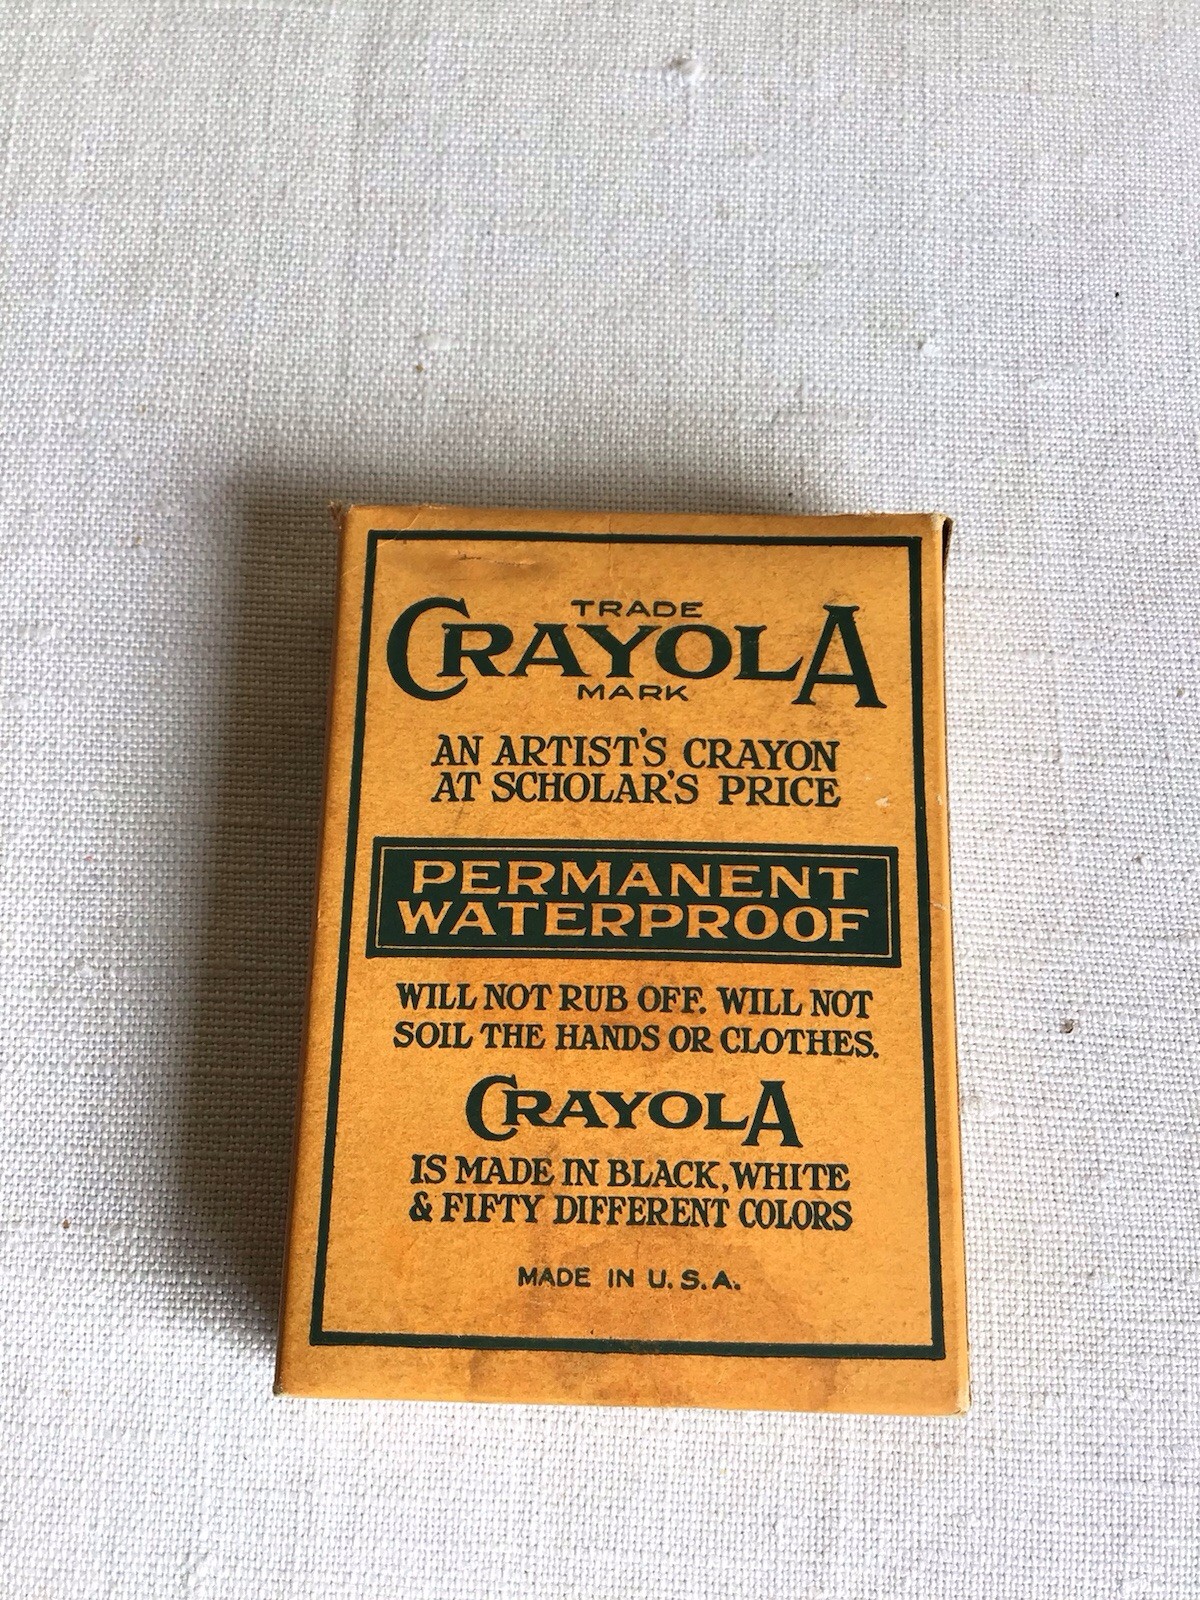 TRADE
CRAYOLA
MARK
AN ARTIST'S CRAYON
AT SCHOLAR'S PRICE
PERMANENT
WATERPROOF
WILL NOT RUB OFF. WILL NOT
SOIL THE HANDS OR CLOTHES.
CRAYOLA
IS MADE IN BLACK, WHITE
& FIFTY DIFFERENT COLORS
MADE IN U.S.A.